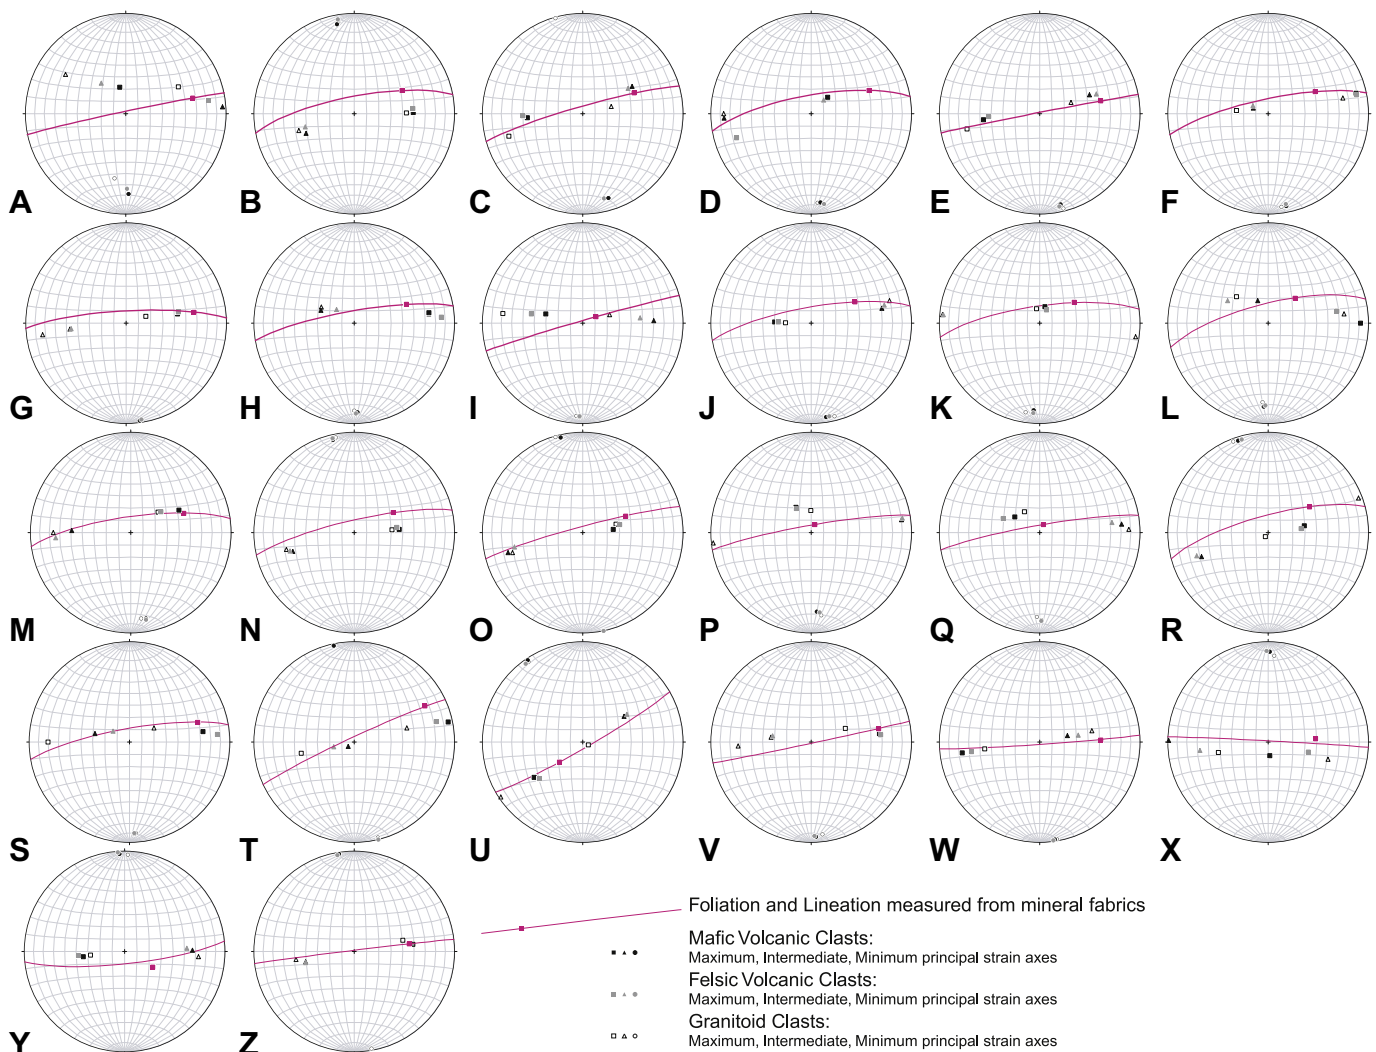 A
B
C
D
E
F
G
H
I
J
K
L
M
N
O
P
Q
R
S
T
U
V
W
X
Y
Z
Foliation and Lineation measured from mineral fabrics
Mafic Volcanic Clasts:
Maximum, Intermediate, Minimum principal strain axes
Felsic Volcanic Clasts:
Maximum, Intermediate, Minimum principal strain axes
Granitoid Clasts:
Maximum, Intermediate, Minimum principal strain axes